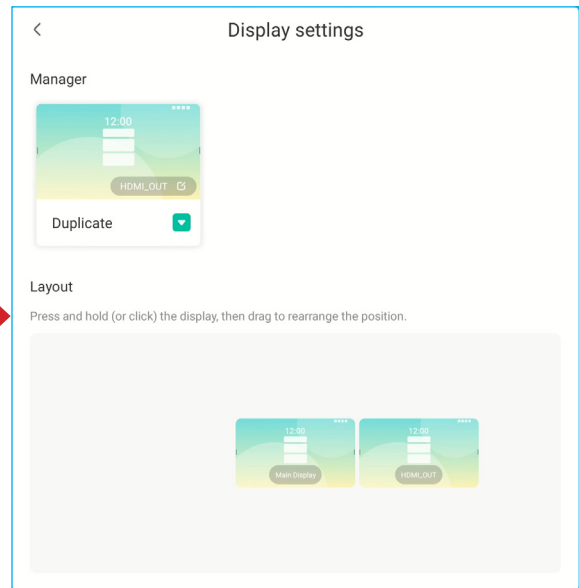 Display settings
Manager
12:00
HDMI_OUT
Duplicate
Layout
Press and hold (or click) the display, then drag to rearrange the position.
12:00
12:00
Main Display
HDMI_OUT